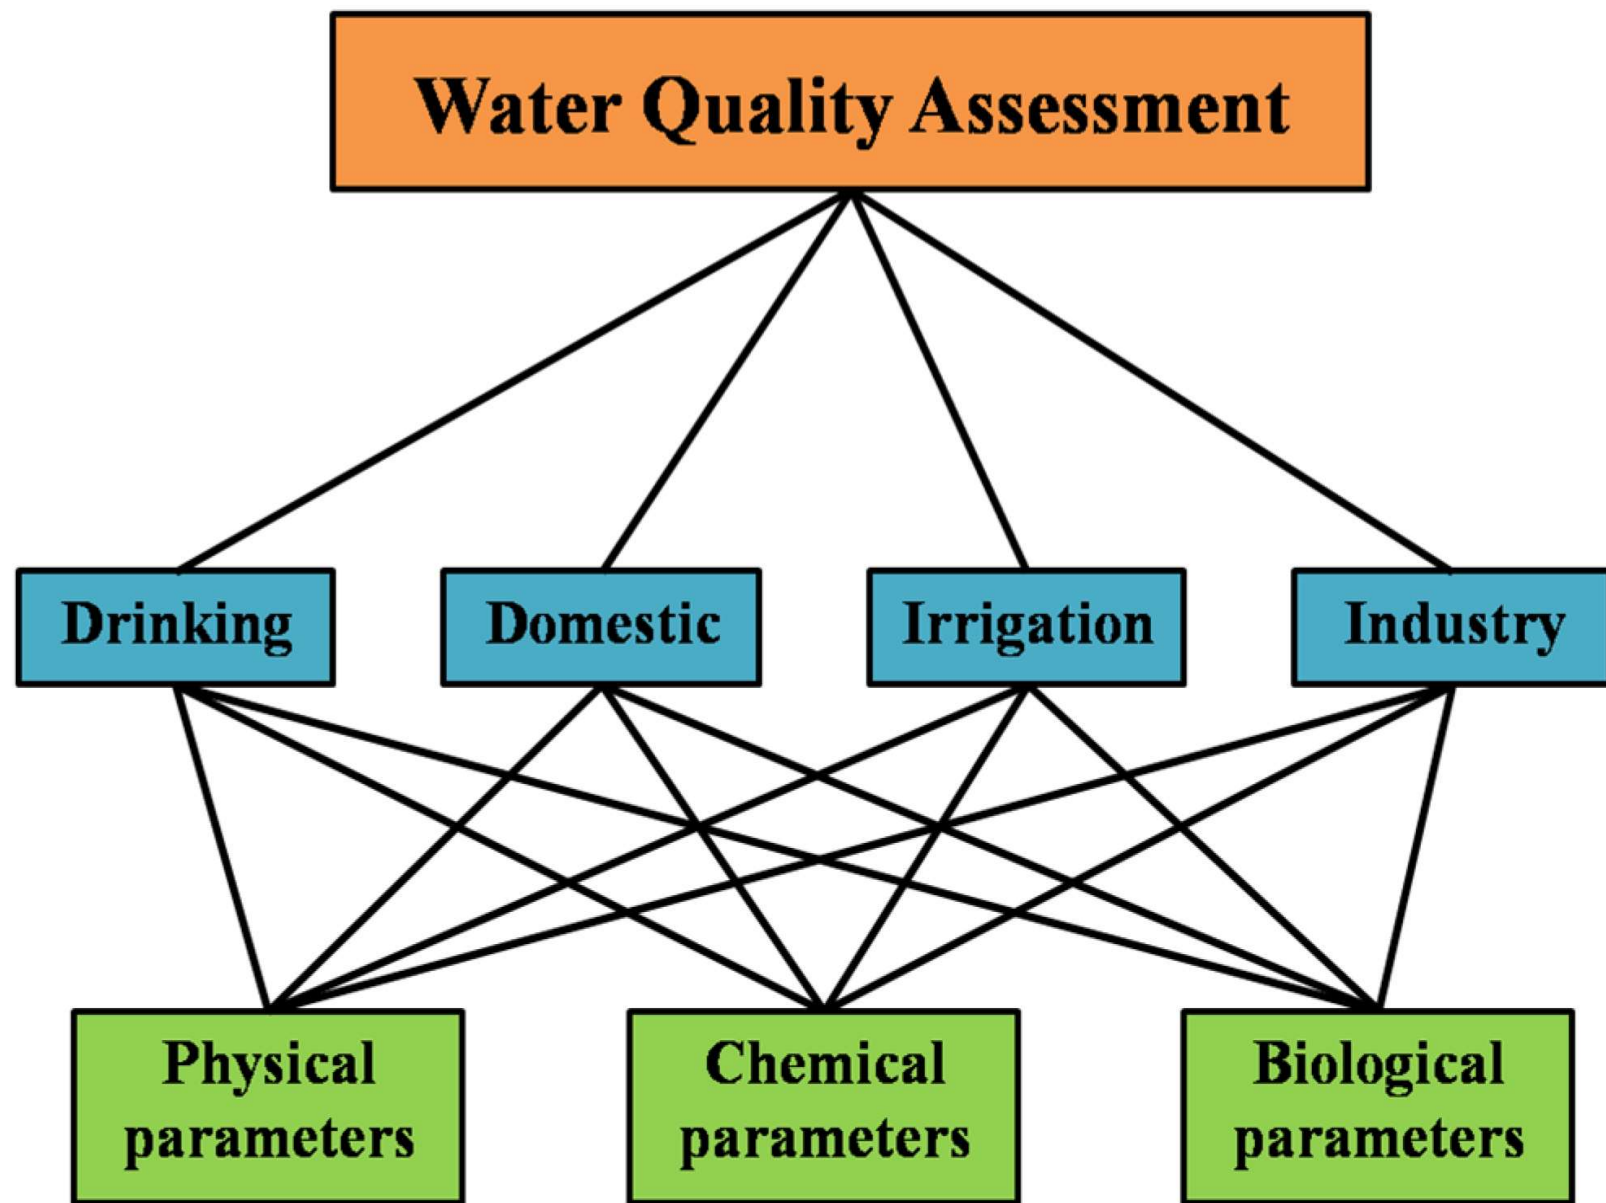 Water Quality Assessment
Drinking
Domestic
Irrigation
Industry
Physical
parameters
Chemical
parameters
Biological
parameters